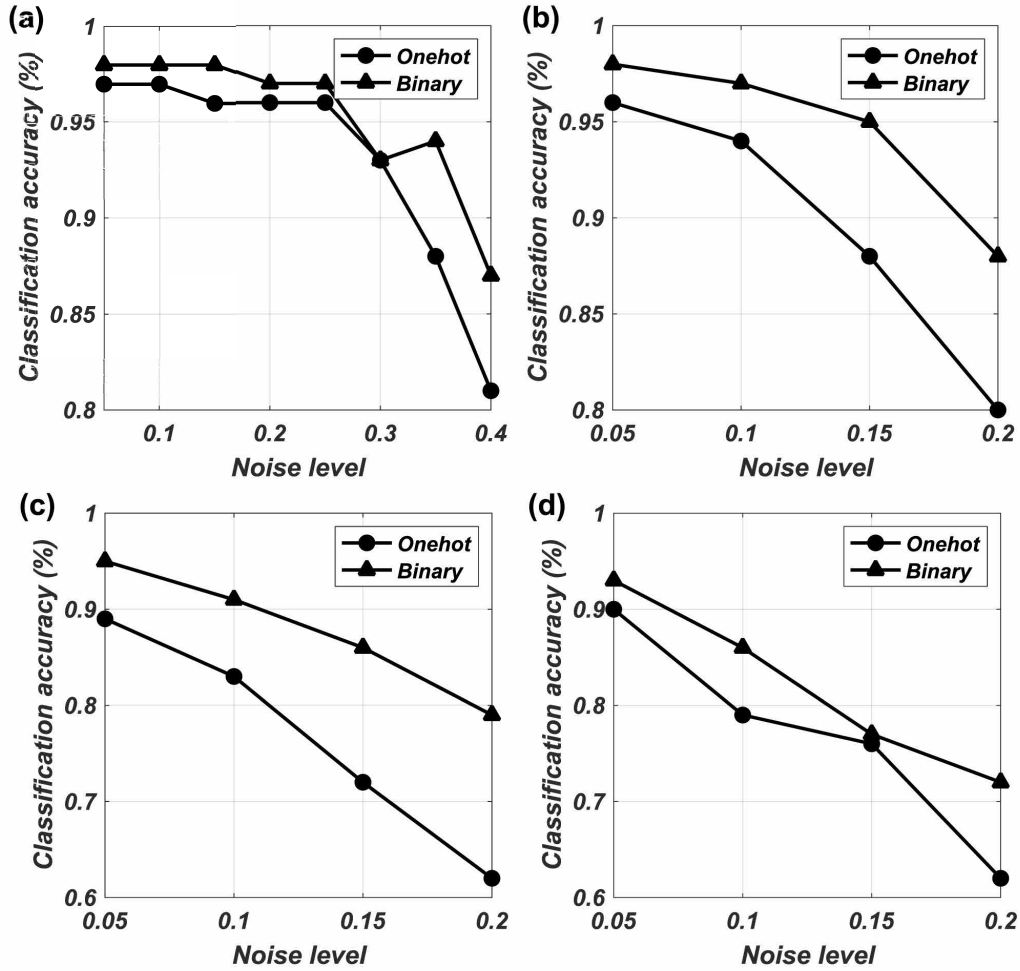 (a)
1
0.95
0.9
0.85
0.8
Classification accuracy (%)
Onehot
Binary
0.1
0.2
0.3
0.4
Noise level
(b)
1
0.95
0.9
0.85
0.8
Classification accuracy (%)
Onehot
Binary
0.05
0.1
0.15
0.2
Noise level
(c)
1
0.9
0.8
0.7
0.6
Classification accuracy (%)
Onehot
Binary
0.05
0.1
0.15
0.2
Noise level
(d)
1
0.9
0.8
0.7
0.6
Classification accuracy (%)
Onehot
Binary
0.05
0.1
0.15
0.2
Noise level